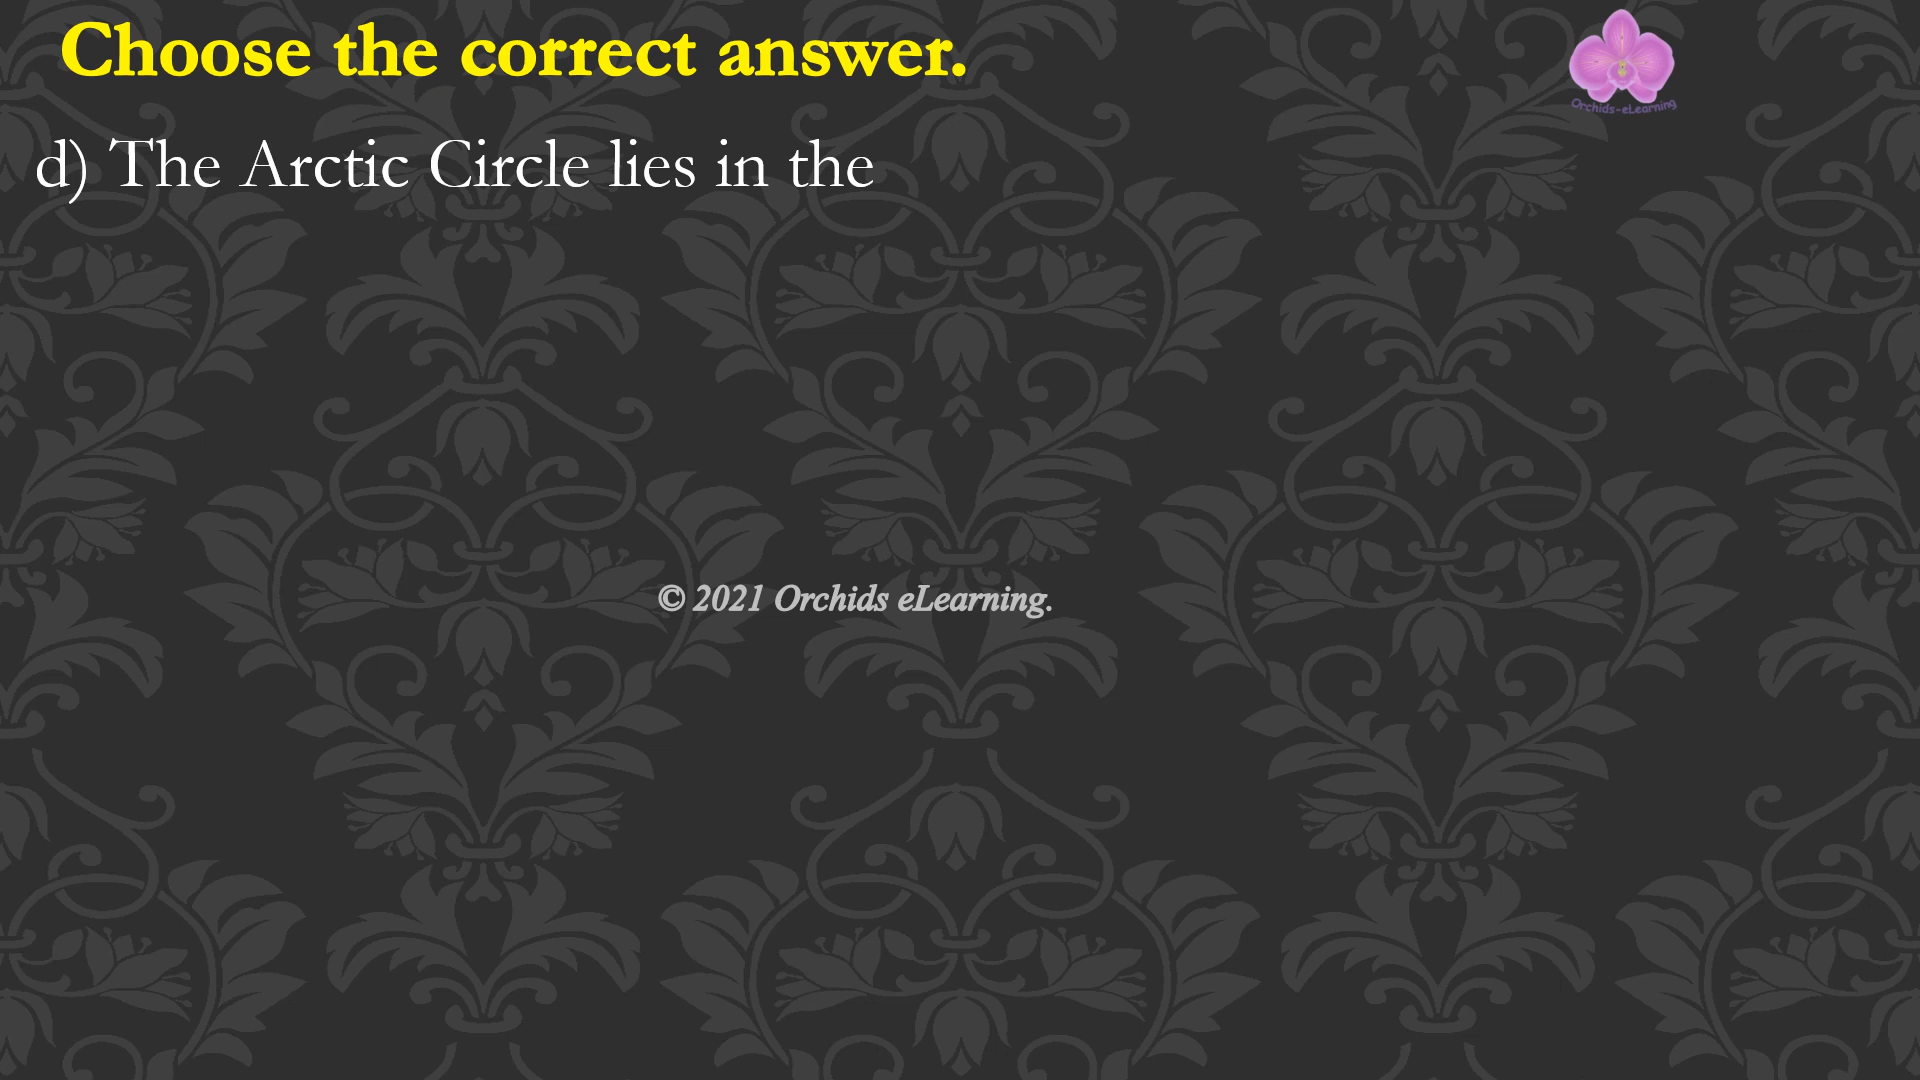 Choose the correct answer.
Orchids-eLearning
d) The Arctic Circle lies in the
© 2021 Orchids eLearning.